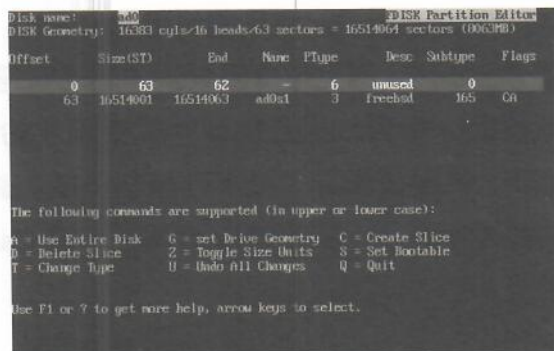 Disk name: ad0 FDISK Partition Editor
DISK Geometry: 16383 cyls/16 heads/63 sectors = 16514064 sectors (8063MB)
Offset Size(ST) End Name PType Desc Subtype Flags
0 63 62 - 6 unused 0
63 16514001 16514063 ad0s1 3 freebsd 165 CA
The following commands are supported (in upper or lower case):
A = Use Entire Disk G = set Drive Geometry C = Create Slice
D = Delete Slice Z = Toggle Size Units S = Set Bootable
T = Change Type U = Undo All Changes Q = Quit
Use F1 or ? to get more help, arrow keys to select.